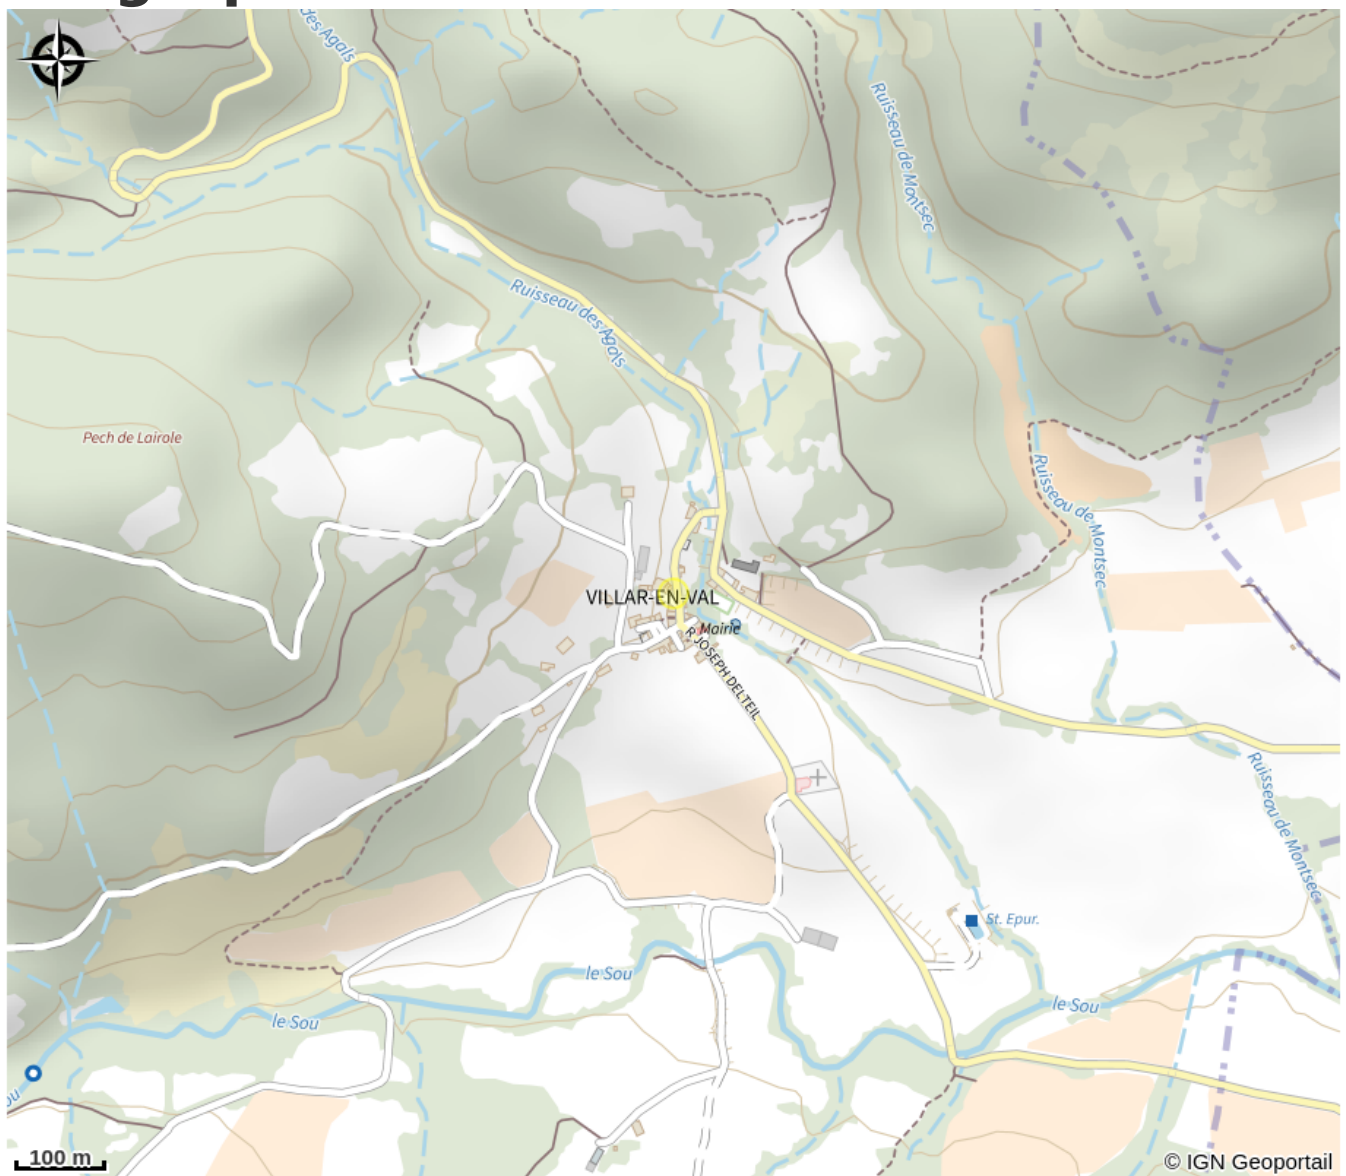 des Agals
Ruisseau de Montsec
Ruisseau des Agals
Pech de Lairole
Ruisseau de Montsec
VILLAR-EN-VAL
Mairie
R JOSEPH DELTEIL
Ruisseau de Montsec
St. Epur.
le Sou
le Sou
le Sou
ou
100 m
© IGN Geoportail